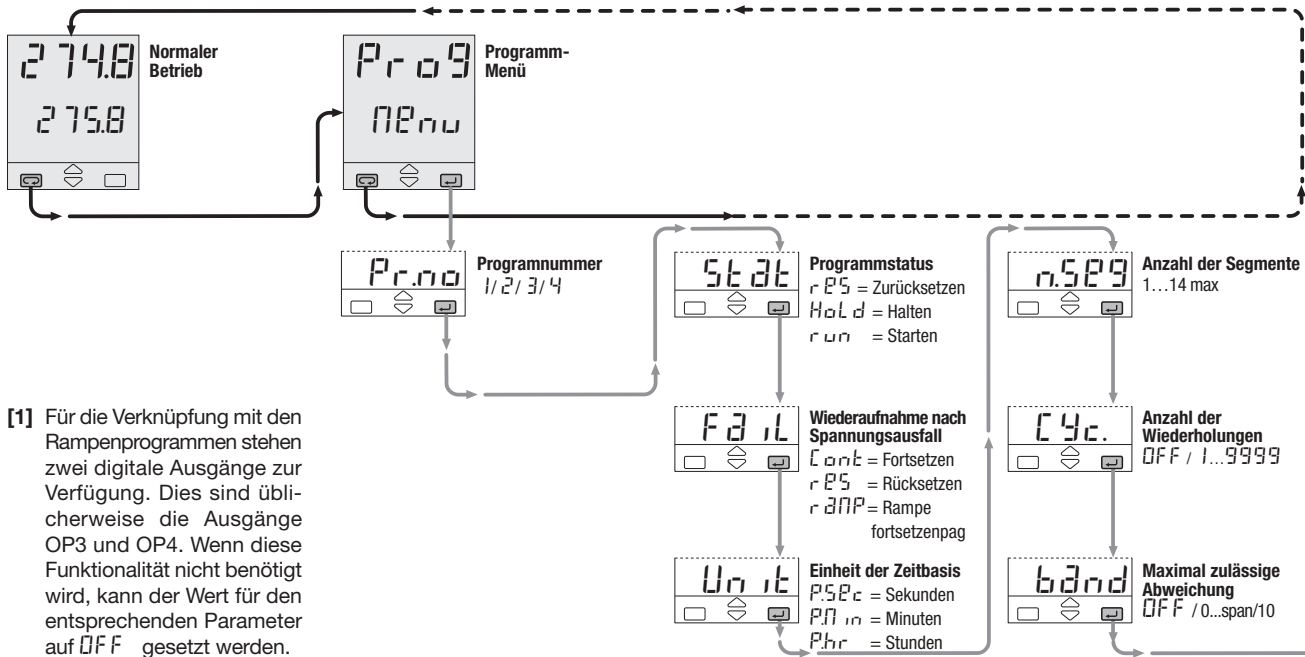 274.8
275.8
Normaler
Betrieb
Prog
Menu
Programm-
Menü
Pr.no
Programnummer
1/ 2/ 3/ 4
Stat
Programmstatus
rES = Zurücksetzen
Hold = Halten
run = Starten
n.SEG
Anzahl der Segmente
1…14 max
[1] Für die Verknüpfung mit den
Rampenprogrammen stehen
zwei digitale Ausgänge zur
Verfügung. Dies sind übli-
cherweise die Ausgänge
OP3 und OP4. Wenn diese
Funktionalität nicht benötigt
wird, kann der Wert für den
entsprechenden Parameter
auf OFF gesetzt werden.
FaiL
Wiederaufnahme nach
Spannungsausfall
Cont = Fortsetzen
rES = Rücksetzen
raMP = Rampe
fortsetzenpag
CYc.
Anzahl der
Wiederholungen
OFF / 1...9999
Unit
Einheit der Zeitbasis
P.SEc = Sekunden
P.Min = Minuten
P.hr = Stunden
band
Maximal zulässige
Abweichung
OFF / 0...span/10